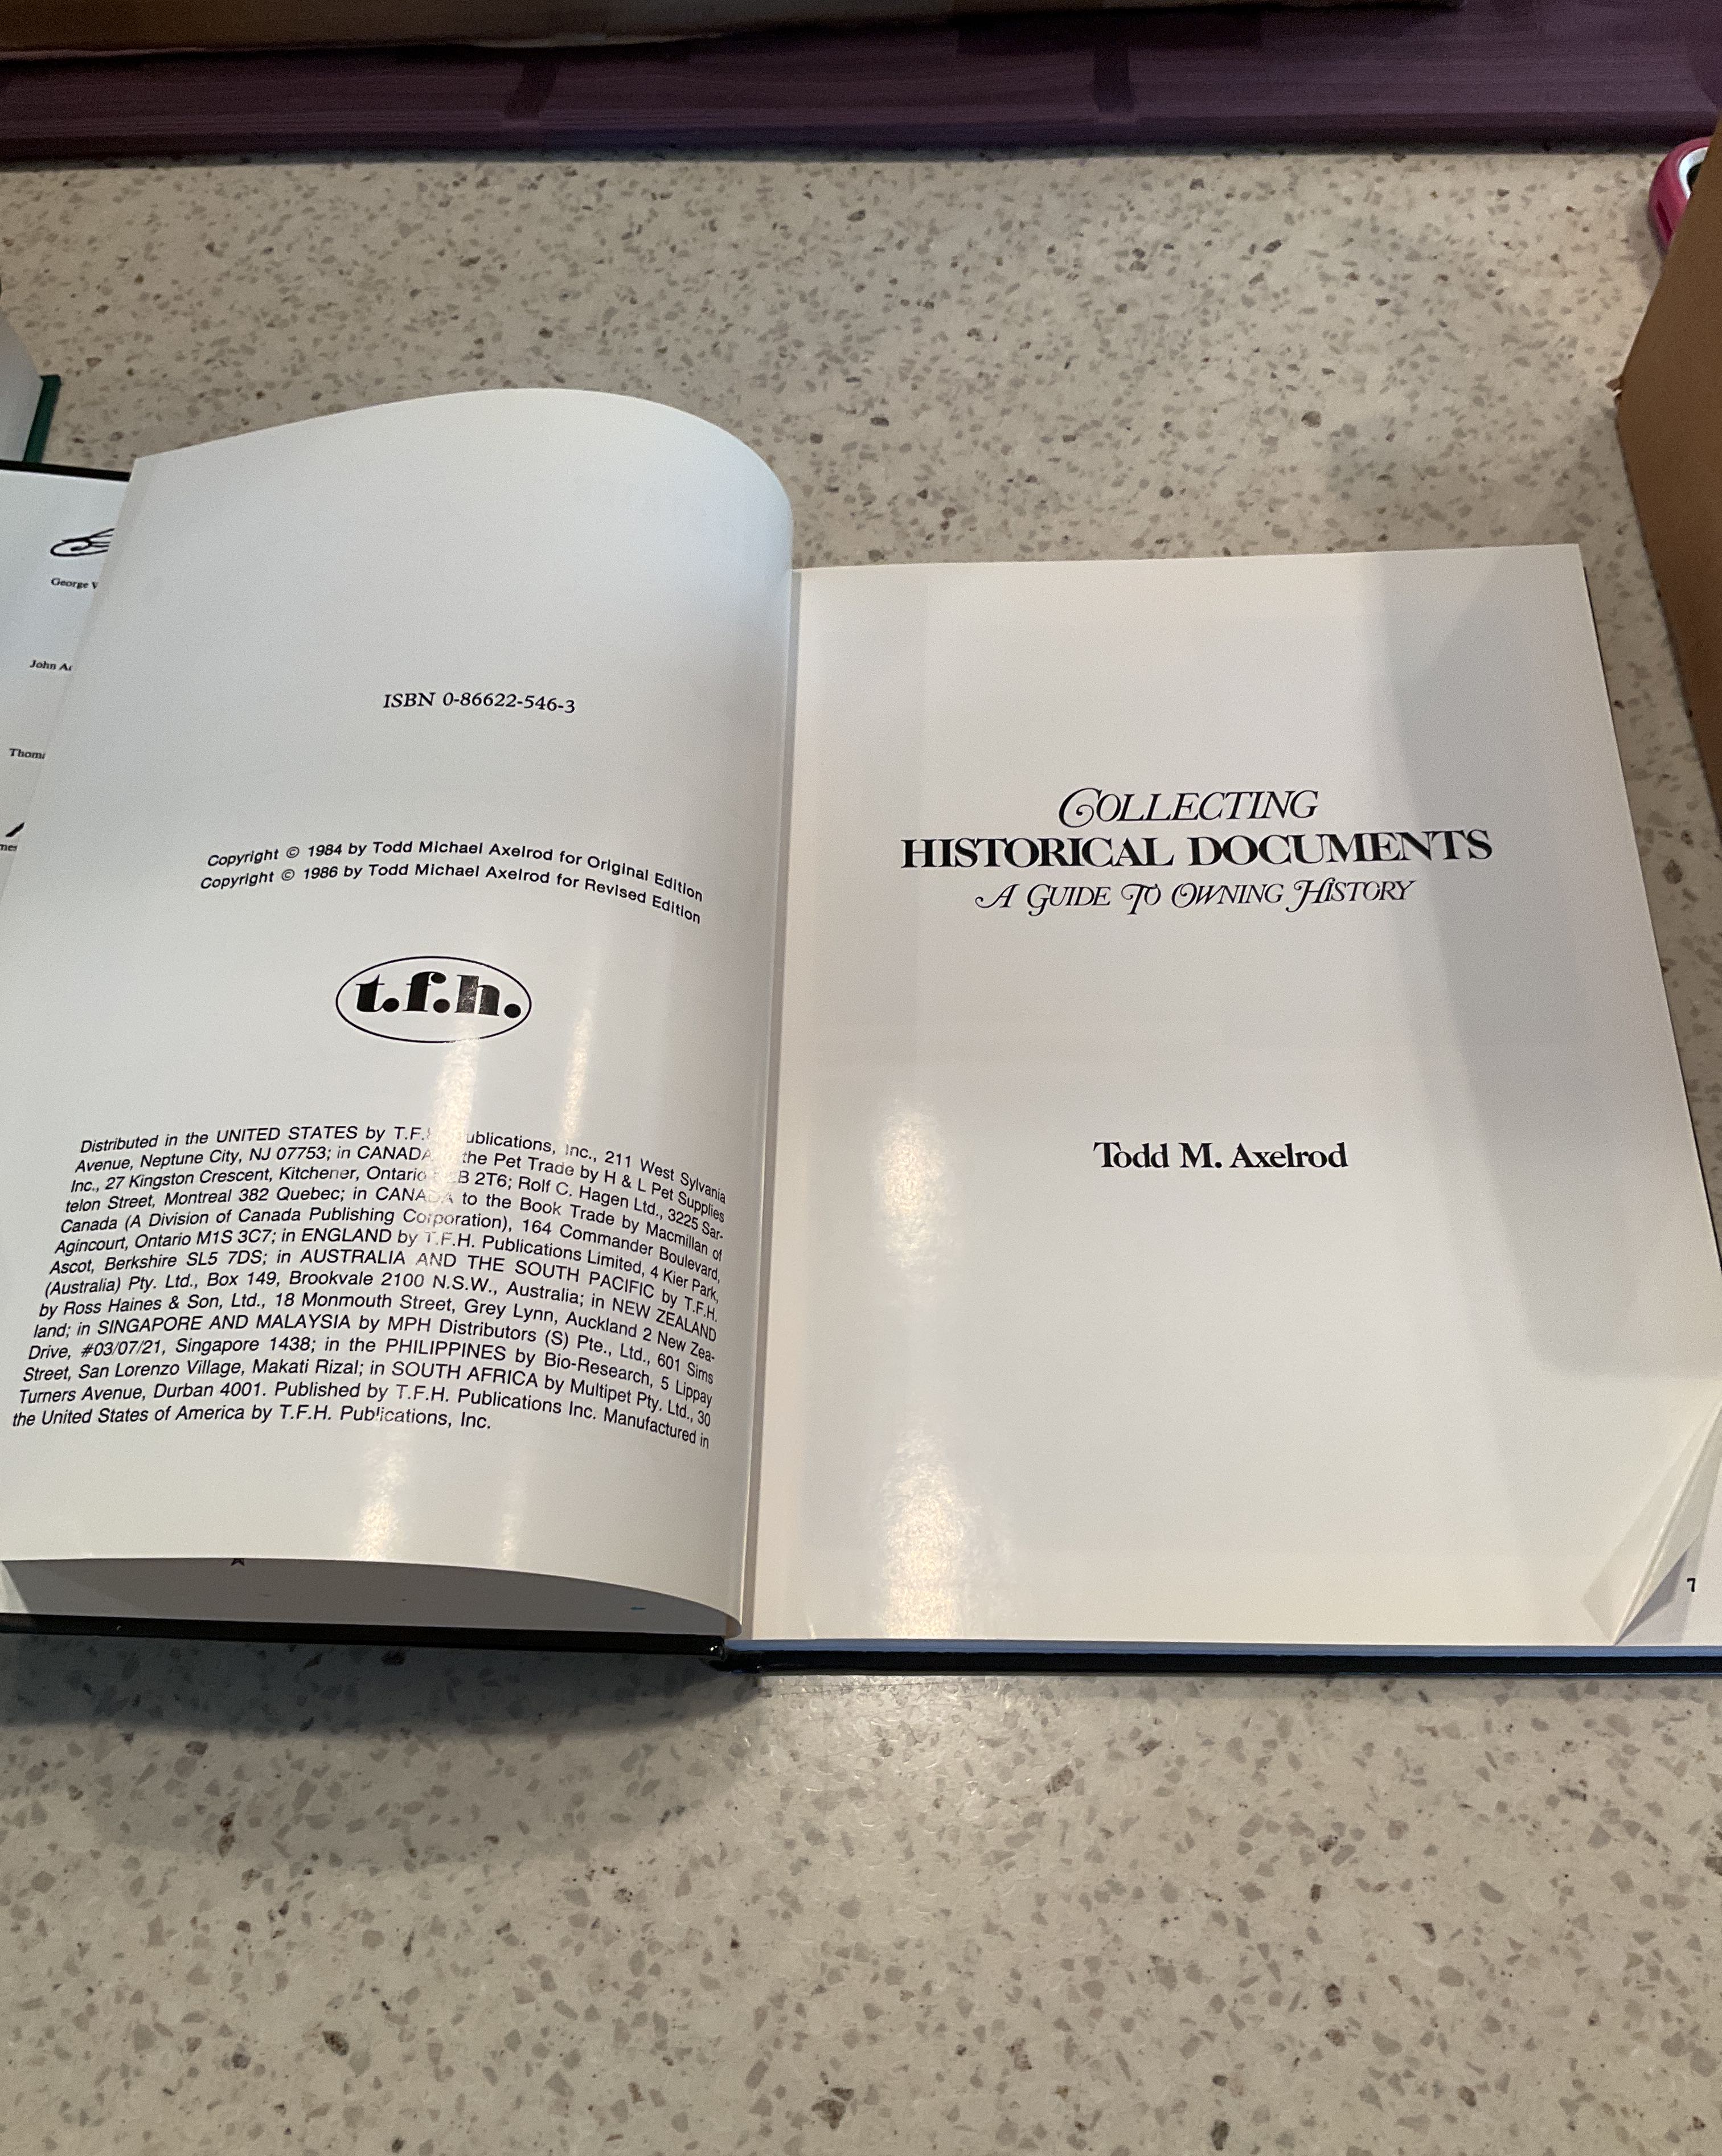 George
John
ISBN 0-86622-546-3
Copyright © 1984 by Todd Michael Axelrod for Original Edition
Copyright © 1986 by Todd Michael Axelrod for Revised Edition
t.f.h.
Distributed in the UNITED STATES by T.F. Publications, Inc., 211 West Sylvania
Avenue, Neptune City, NJ 07753; in CANADA the Pet Trade by H & L Pet Supplies
Inc., 27 Kingston Crescent, Kitchener, Ontario B 2T6; Rolf C. Hagen Ltd., 3225 Sar-
telon Street, Montreal 382 Quebec; in CANADA to the Book Trade by Macmillan of
Canada (A Division of Canada Publishing Corporation), 164 Commander Boulevard,
Agincourt, Ontario M1S 3C7; in ENGLAND by T.F.H. Publications Limited, 4 Kier Park,
Ascot, Berkshire SL5 7DS; in AUSTRALIA AND THE SOUTH PACIFIC by T.F.H.
(Australia) Pty. Ltd., Box 149, Brookvale 2100 N.S.W., Australia; in NEW ZEALAND
by Ross Haines & Son, Ltd., 18 Monmouth Street, Grey Lynn, Auckland 2 New Zea-
land; in SINGAPORE AND MALAYSIA by MPH Distributors (S) Pte., Ltd., 601 Sims
Drive, #03/07/21, Singapore 1438; in the PHILIPPINES by Bio-Research, 5 Lippay
Street, San Lorenzo Village, Makati Rizal; in SOUTH AFRICA by Multipet Pty. Ltd., 30
Turners Avenue, Durban 4001. Published by T.F.H. Publications Inc. Manufactured in
the United States of America by T.F.H. Publications, Inc.
COLLECTING
HISTORICAL DOCUMENTS
A GUIDE TO OWNING HISTORY
Todd M. Axelrod
7